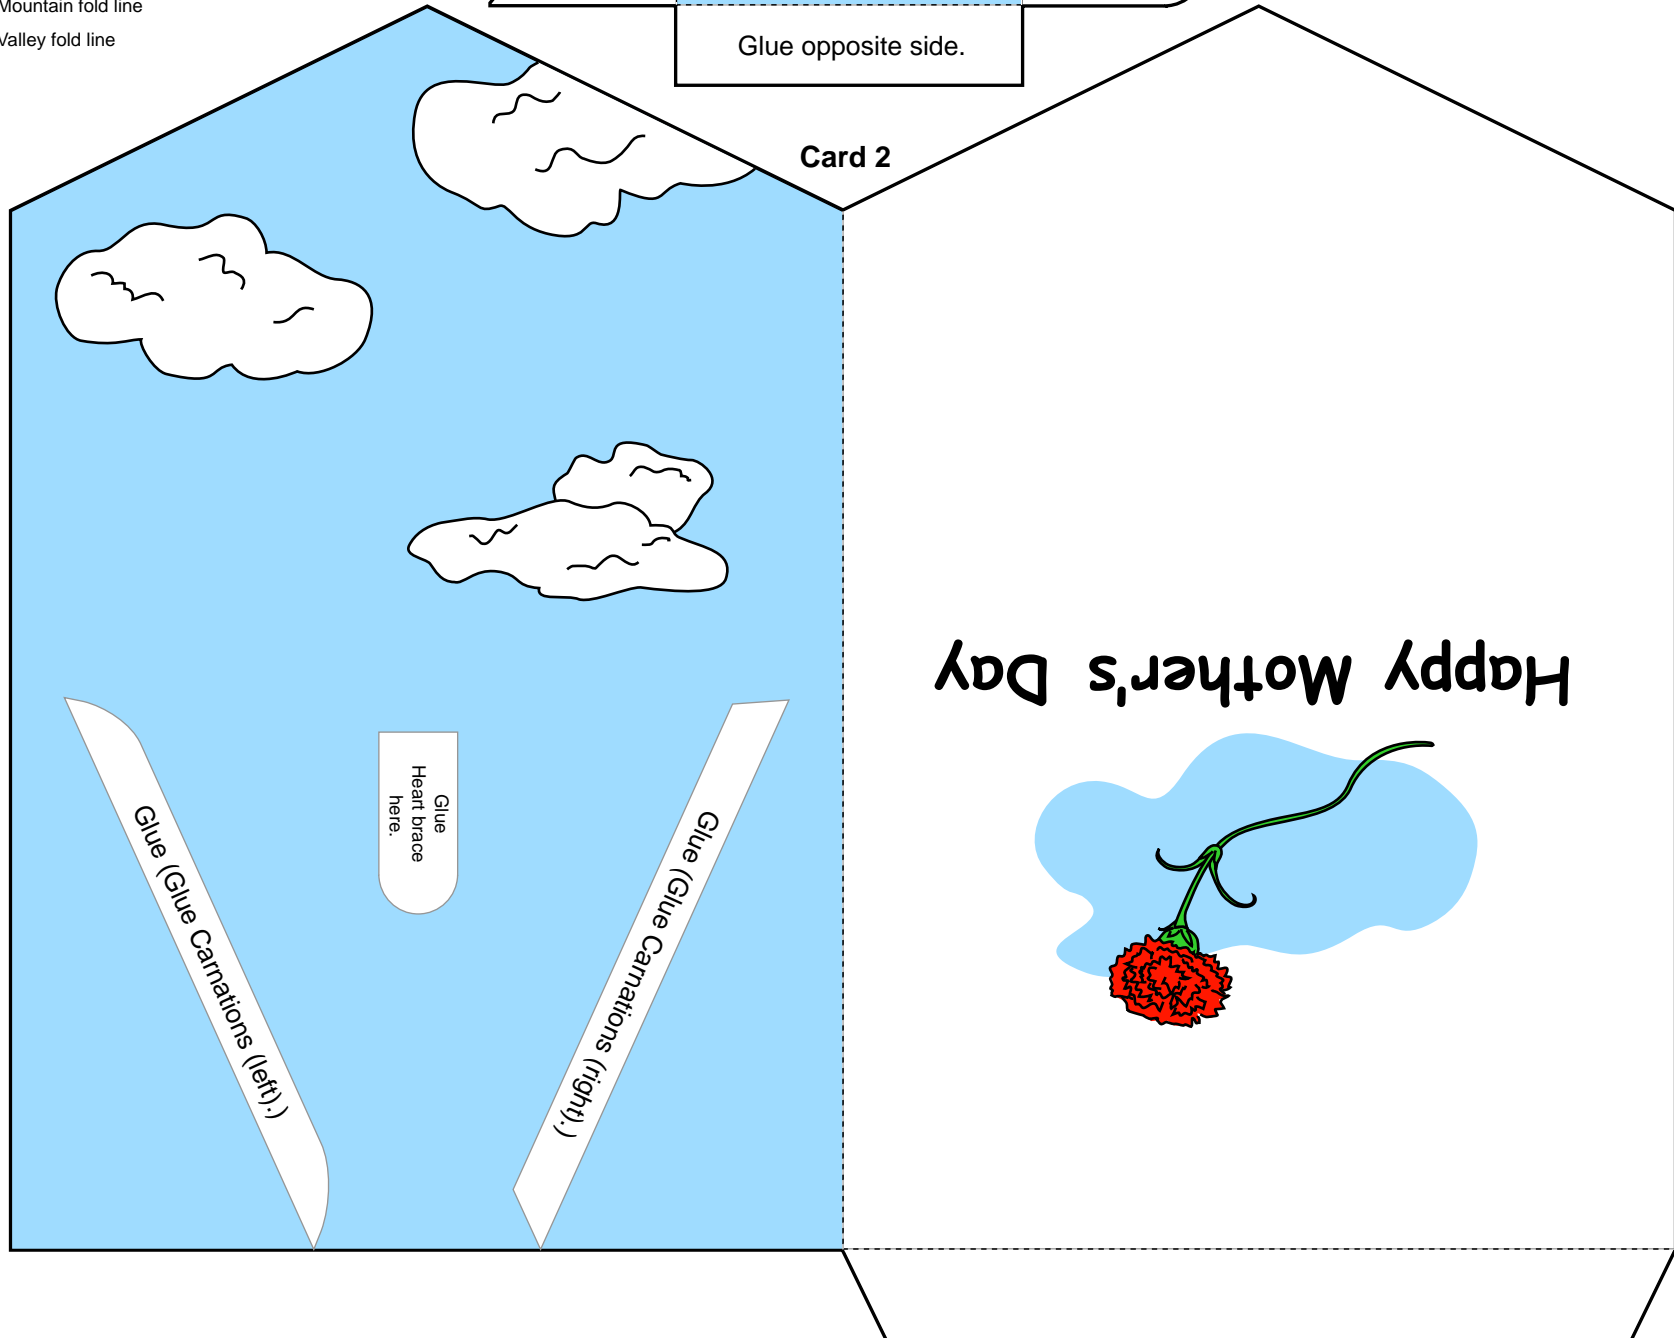 Mountain fold line
Valley fold line
Glue opposite side.
Card 2
Happy Mother's Day
Glue
Heart brace
here.
Glue (Glue Carnations (left).)
Glue (Glue Carnations (right).)